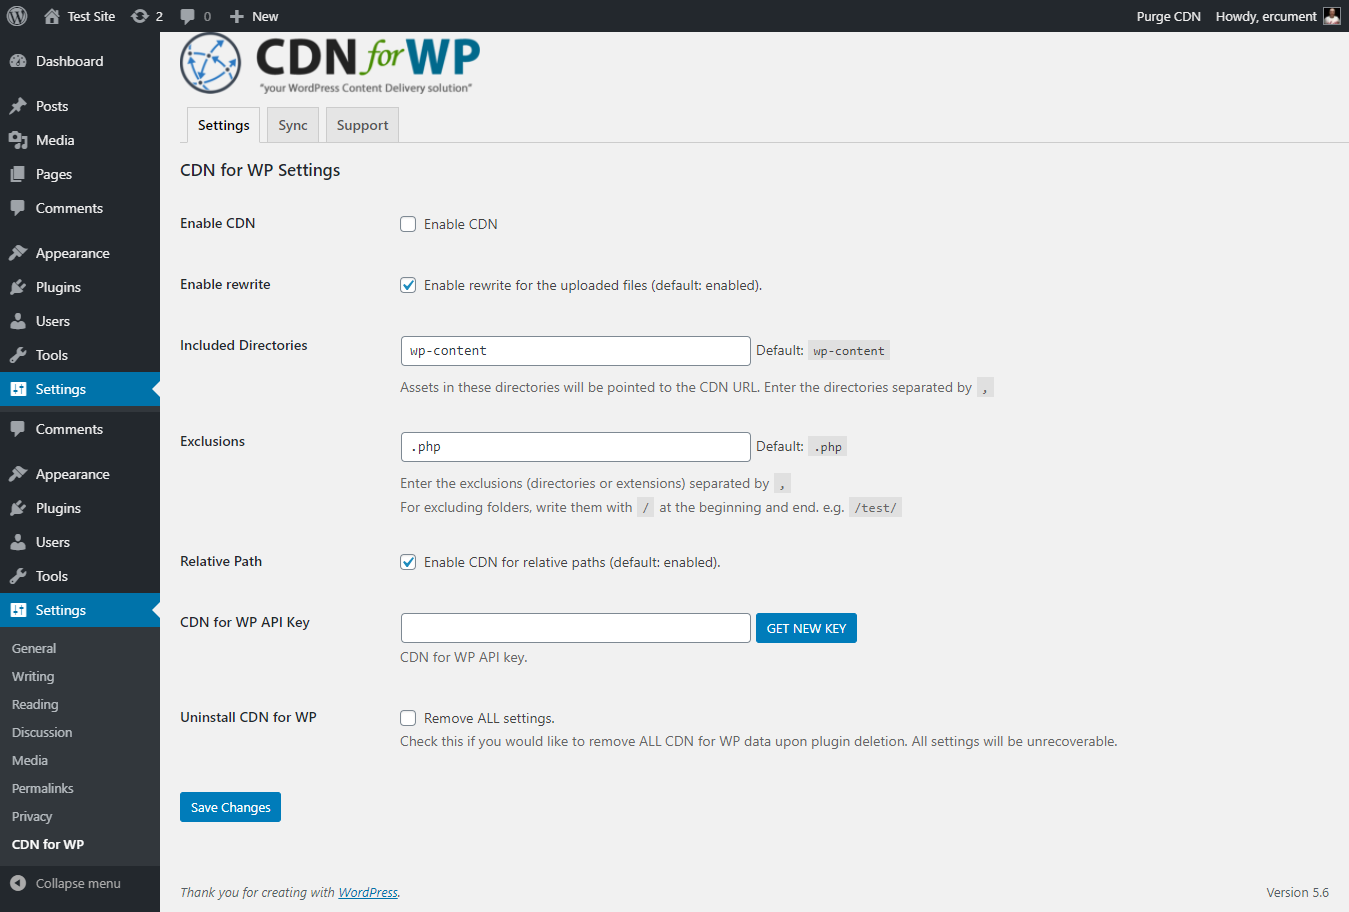 Test Site 2 0 New Purge CDN Howdy, ercument
Dashboard
Posts
Media
Pages
Comments
Appearance
Plugins
Users
Tools
Settings
Comments
Appearance
Plugins
Users
Tools
Settings
General
Writing
Reading
Discussion
Media
Permalinks
Privacy
CDN for WP
Collapse menu
CDN for WP
"your WordPress Content Delivery solution"
Settings Sync Support
CDN for WP Settings
Enable CDN Enable CDN
Enable rewrite Enable rewrite for the uploaded files (default: enabled).
Included Directories wp-content Default: wp-content
Assets in these directories will be pointed to the CDN URL. Enter the directories separated by ,
Exclusions .php Default: .php
Enter the exclusions (directories or extensions) separated by ,
For excluding folders, write them with / at the beginning and end. e.g. /test/
Relative Path Enable CDN for relative paths (default: enabled).
CDN for WP API Key GET NEW KEY
CDN for WP API key.
Uninstall CDN for WP Remove ALL settings.
Check this if you would like to remove ALL CDN for WP data upon plugin deletion. All settings will be unrecoverable.
Save Changes
Thank you for creating with WordPress. Version 5.6